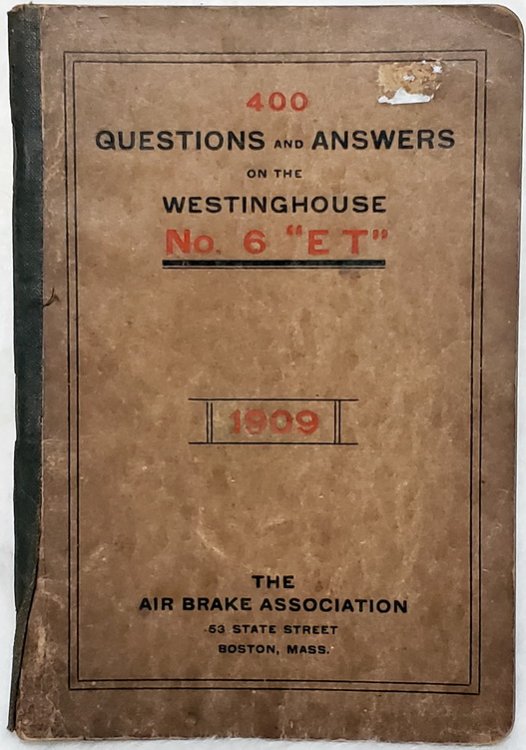 400
QUESTIONS AND ANSWERS
ON THE
WESTINGHOUSE
No. 6 "ET"
1909
THE
AIR BRAKE ASSOCIATION
53 STATE STREET
BOSTON, MASS.